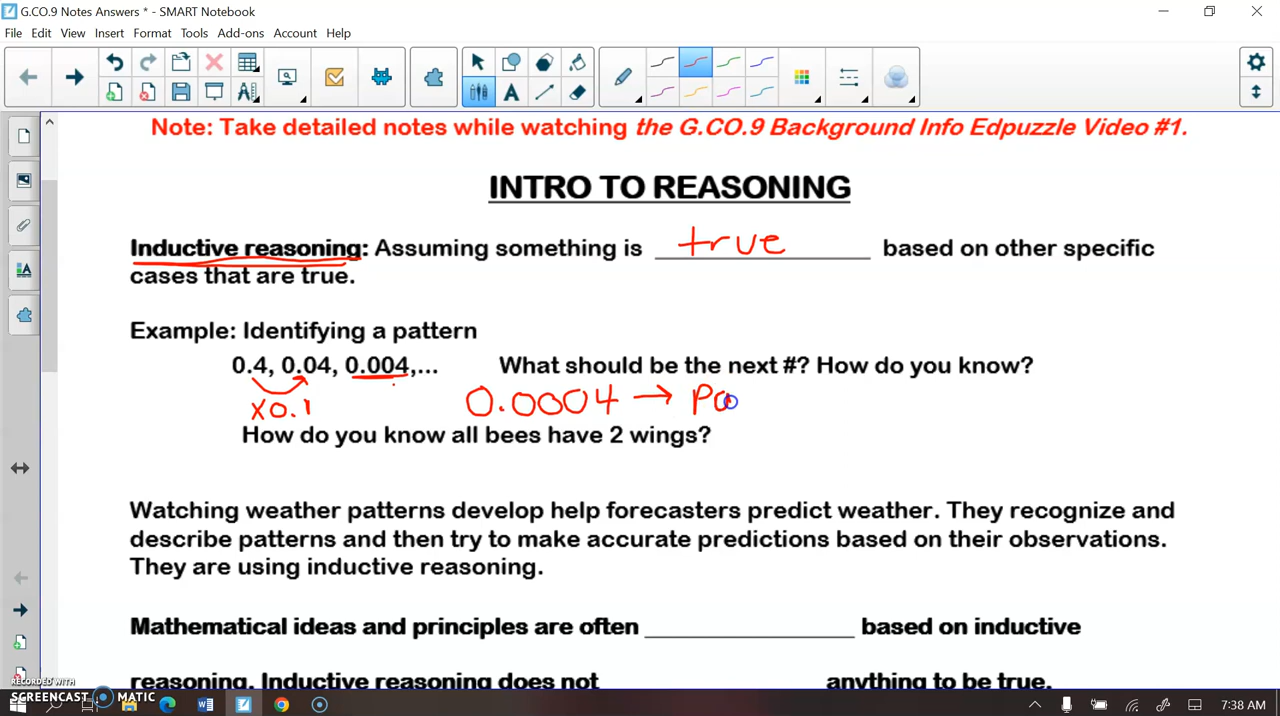 G.CO.9 Notes Answers * - SMART Notebook
File Edit View Insert Format Tools Add-ons Account Help
Note: Take detailed notes while watching the G.CO.9 Background Info Edpuzzle Video #1.
INTRO TO REASONING
Inductive reasoning: Assuming something is true based on other specific
cases that are true.
Example: Identifying a pattern
0.4, 0.04, 0.004,... What should be the next #? How do you know?
x0.1 0.0004 → Pa
How do you know all bees have 2 wings?
Watching weather patterns develop help forecasters predict weather. They recognize and
describe patterns and then try to make accurate predictions based on their observations.
They are using inductive reasoning.
Mathematical ideas and principles are often ____________ based on inductive
reasoning. Inductive reasoning does not ____________ anything to be true.
RECORDED WITH
SCREENCAST MATIC
7:38 AM